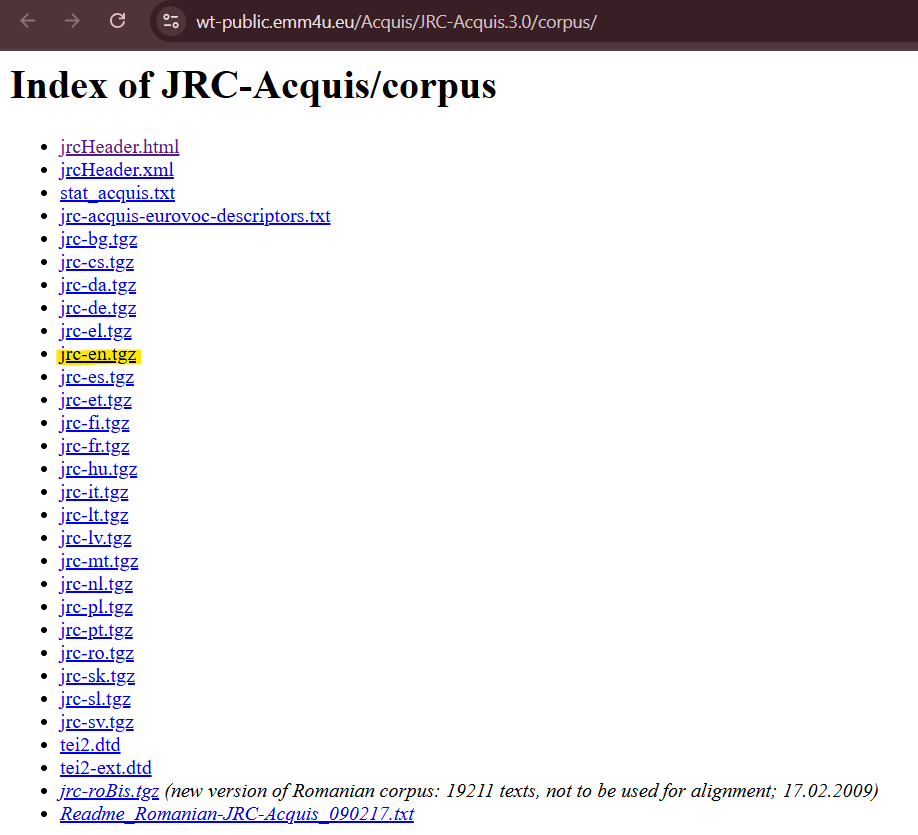 wt-public.emm4u.eu/Acquis/JRC-Acquis.3.0/corpus/
Index of JRC-Acquis/corpus
jrcHeader.html
jrcHeader.xml
stat_acquis.txt
jrc-acquis-eurovoc-descriptors.txt
jrc-bg.tgz
jrc-cs.tgz
jrc-da.tgz
jrc-de.tgz
jrc-el.tgz
jrc-en.tgz
jrc-es.tgz
jrc-et.tgz
jrc-fi.tgz
jrc-fr.tgz
jrc-hu.tgz
jrc-it.tgz
jrc-lt.tgz
jrc-lv.tgz
jrc-mt.tgz
jrc-nl.tgz
jrc-pl.tgz
jrc-pt.tgz
jrc-ro.tgz
jrc-sk.tgz
jrc-sl.tgz
jrc-sv.tgz
tei2.dtd
tei2-ext.dtd
jrc-roBis.tgz (new version of Romanian corpus: 19211 texts, not to be used for alignment; 17.02.2009)
Readme_Romanian-JRC-Acquis_090217.txt